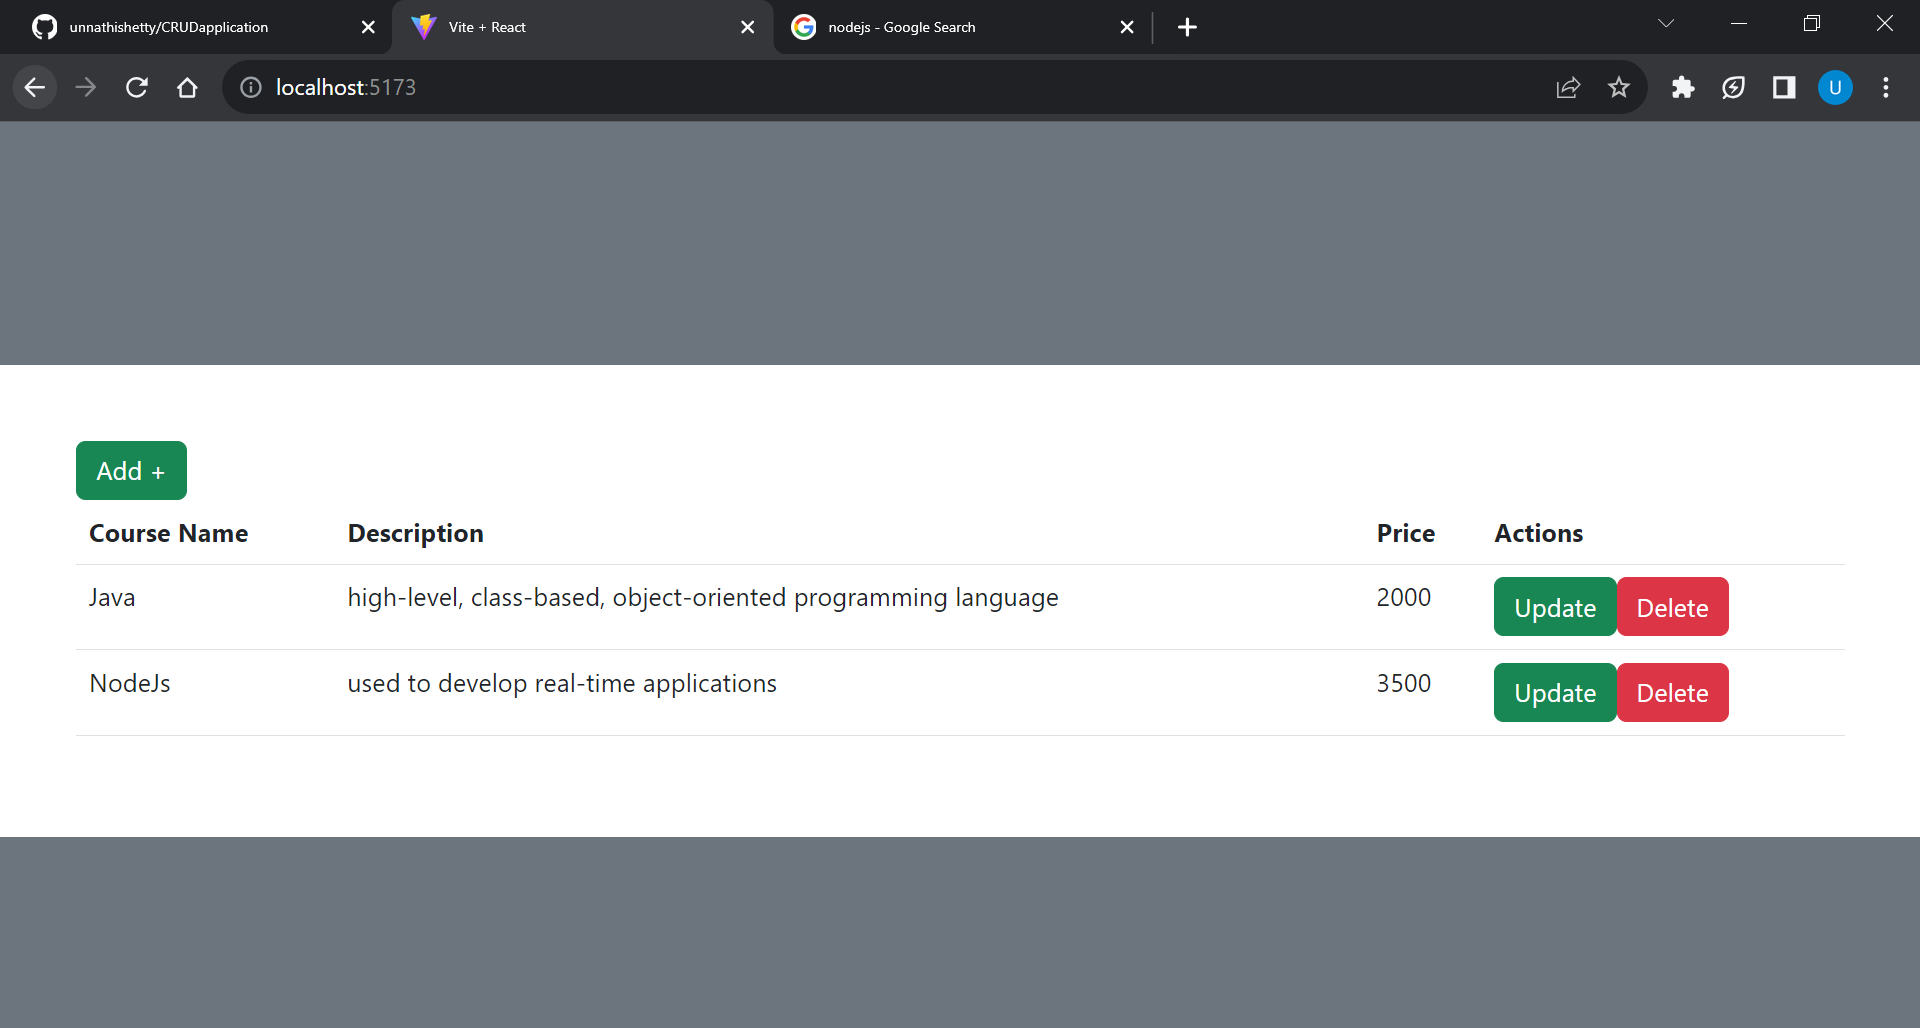 unnathishetty/CRUDapplication
Vite + React
nodejs - Google Search
localhost:5173
U
Add +
Course Name Description Price Actions
Java high-level, class-based, object-oriented programming language 2000 Update Delete
NodeJs used to develop real-time applications 3500 Update Delete